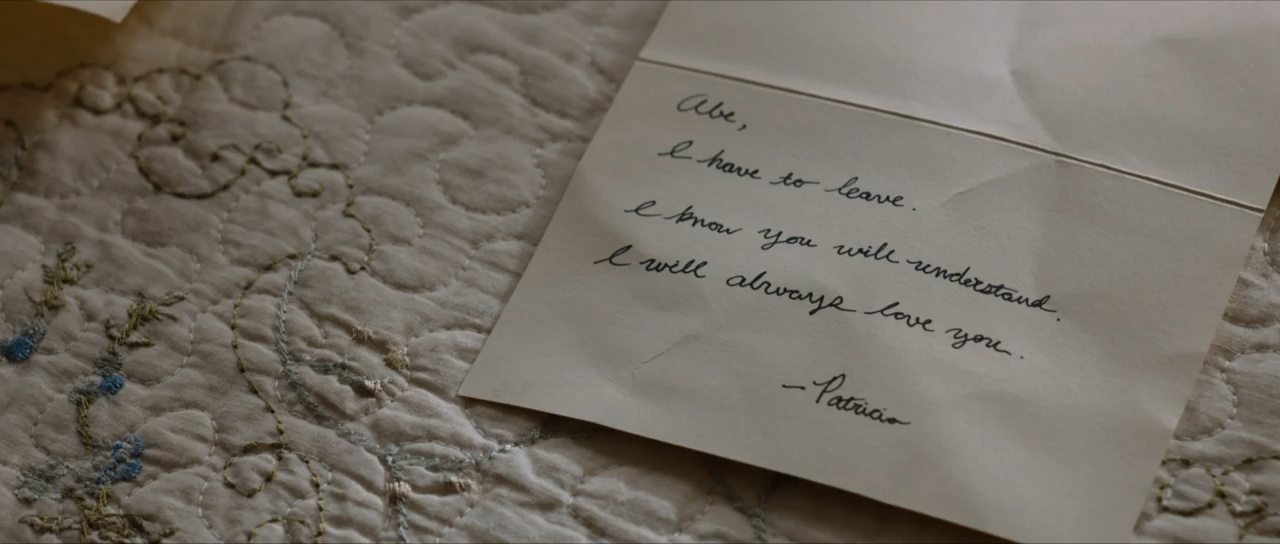 Abe,
I have to leave.
I know you will understand.
I will always love you.
-Patricia